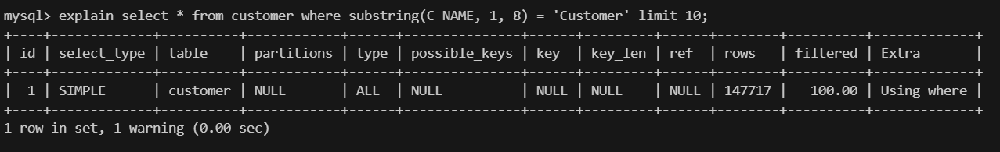 mysql> explain select * from customer where substring(C_NAME, 1, 8) = 'Customer' limit 10;
+----+-------------+----------+------------+------+---------------+------+---------+------+--------+----------+-------------+
| id | select_type | table    | partitions | type | possible_keys | key  | key_len | ref  | rows   | filtered | Extra       |
+----+-------------+----------+------------+------+---------------+------+---------+------+--------+----------+-------------+
|  1 | SIMPLE      | customer | NULL       | ALL  | NULL          | NULL | NULL    | NULL | 147717 |   100.00 | Using where |
+----+-------------+----------+------------+------+---------------+------+---------+------+--------+----------+-------------+
1 row in set, 1 warning (0.00 sec)